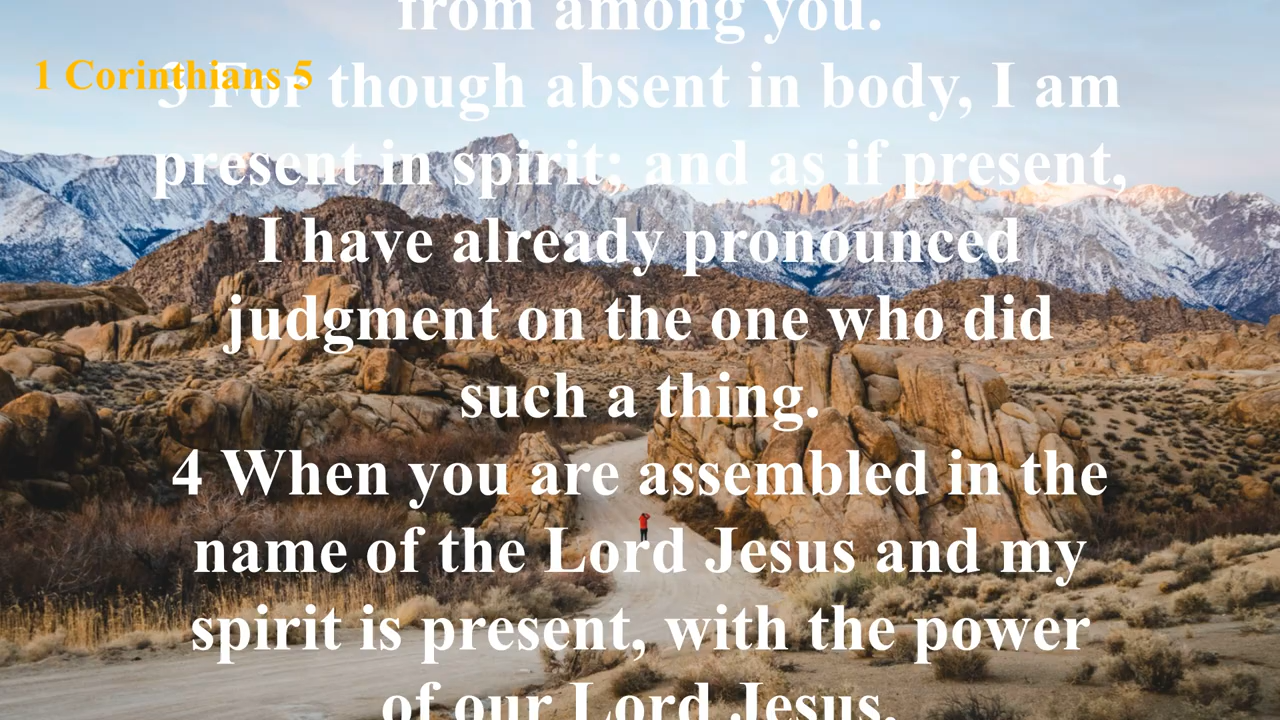 from among you.
1 Corinthians 5
3 For though absent in body, I am
present in spirit; and as if present,
I have already pronounced
judgment on the one who did
such a thing.
4 When you are assembled in the
name of the Lord Jesus and my
spirit is present, with the power
of our Lord Jesus,